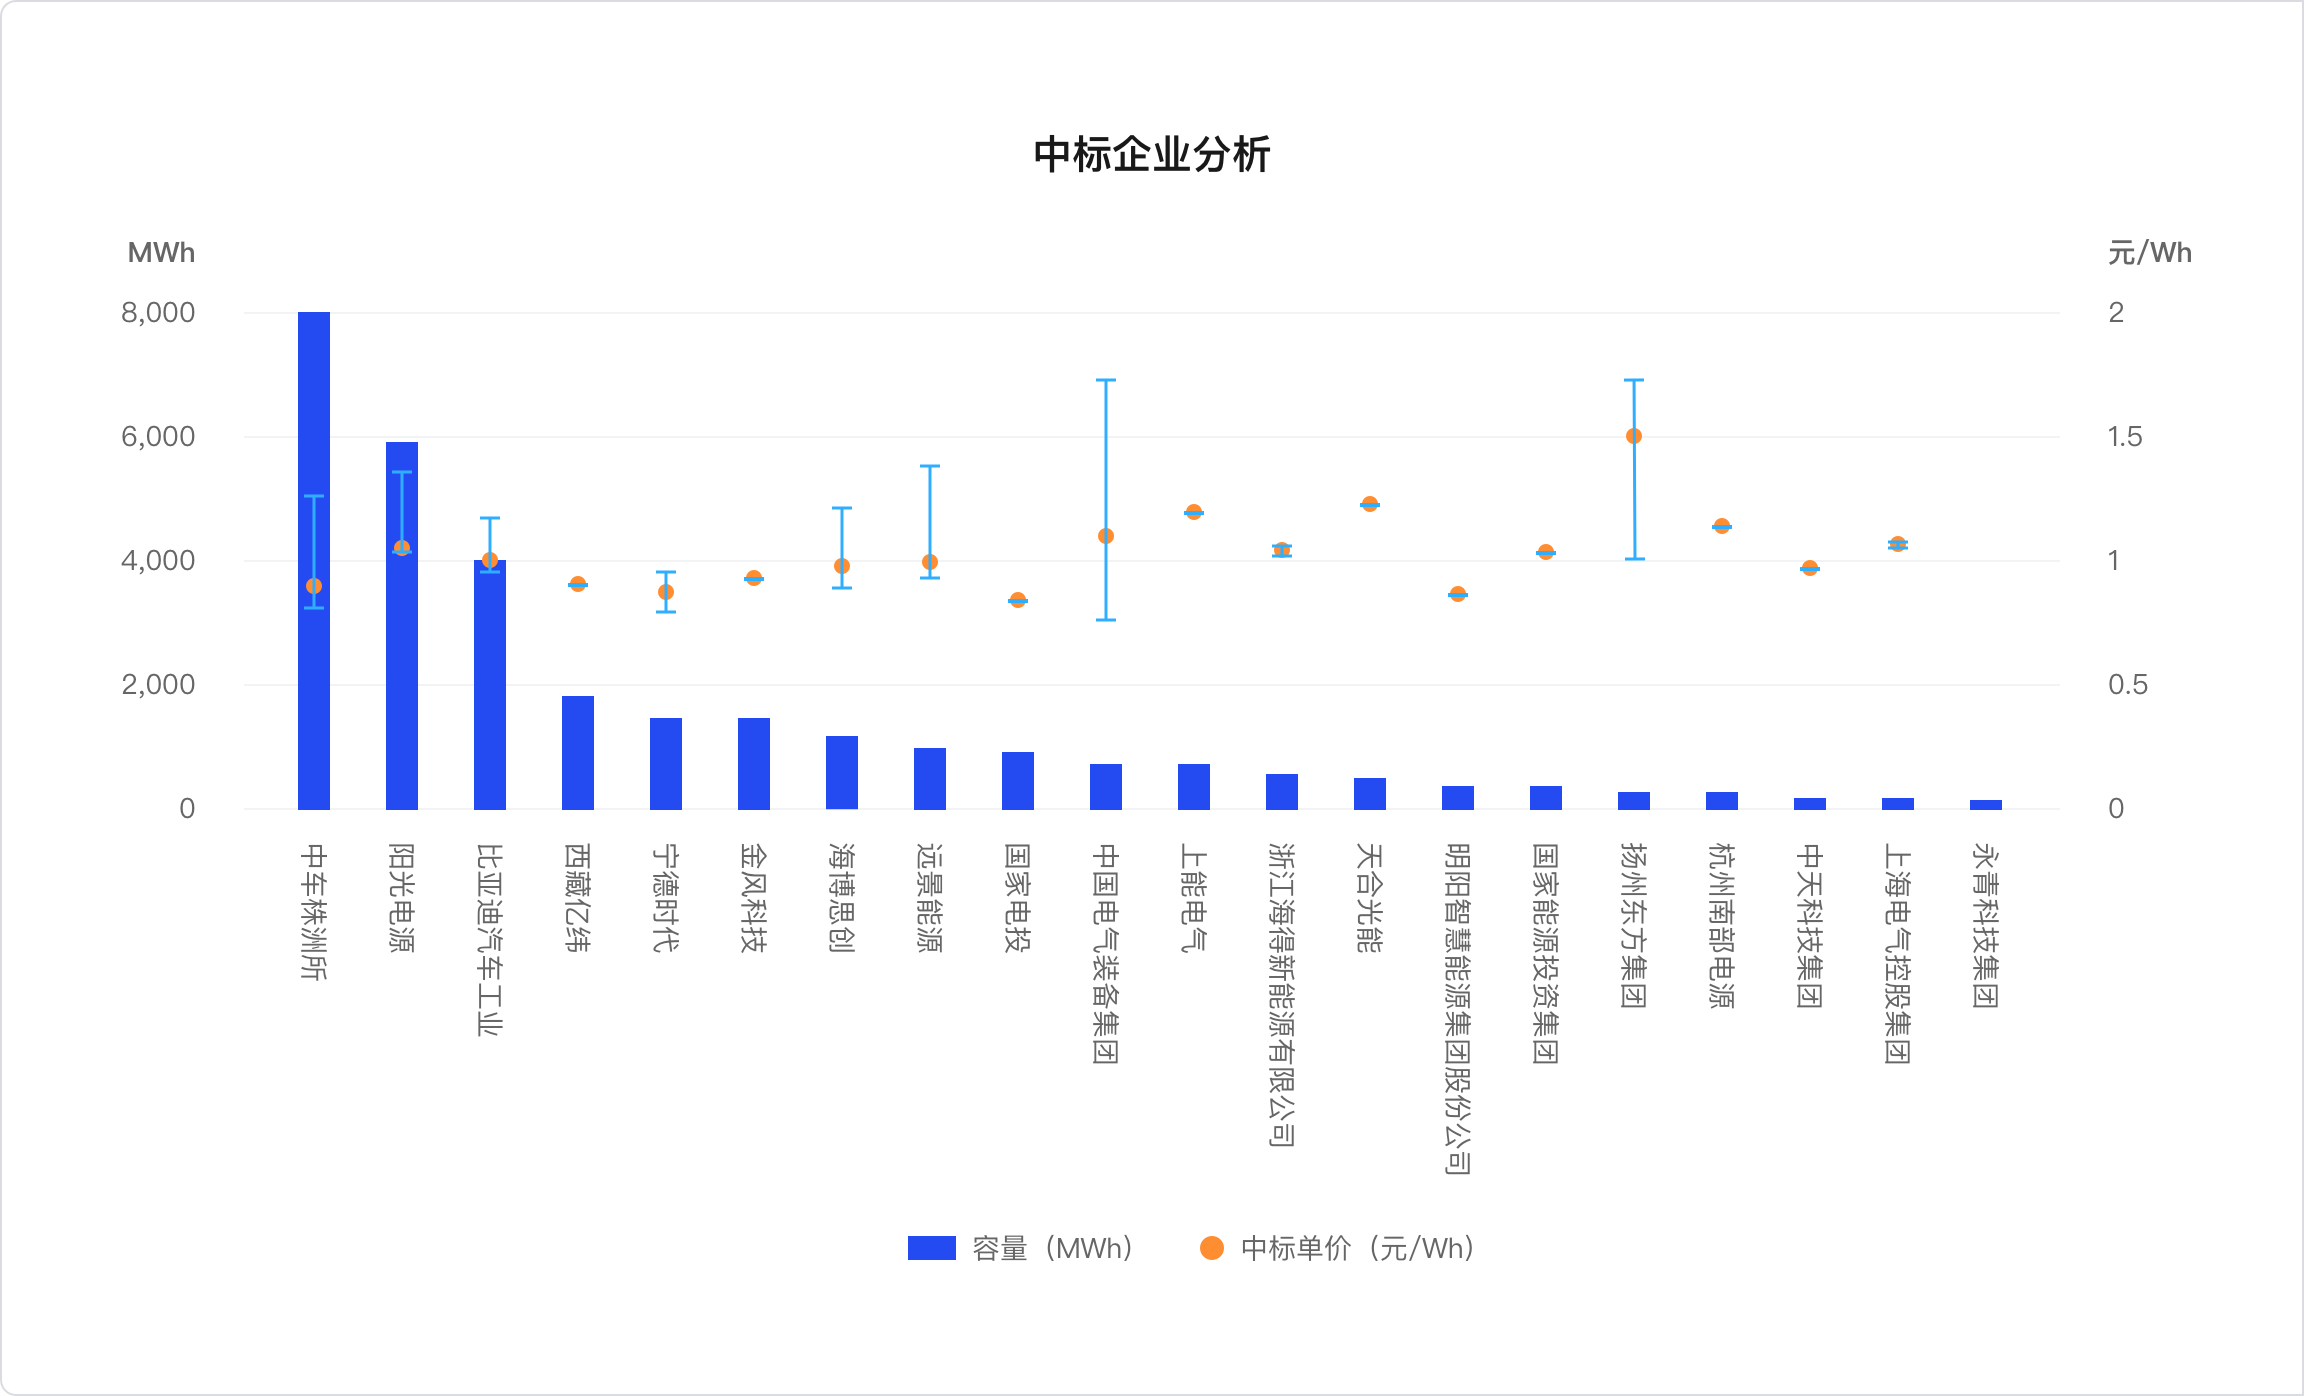 中标企业分析
MWh
元/Wh
8,000
2
6,000
1.5
4,000
1
2,000
0.5
0
0
中车株洲所
阳光电源
比亚迪汽车工业
西藏亿纬
宁德时代
金风科技
海博思创
远景能源
国家电投
中国电气装备集团
上能电气
浙江海得新能源有限公司
天合光能
明阳智慧能源集团股份公司
国家能源投资集团
扬州东方集团
杭州南部电源
中天科技集团
上海电气控股集团
永青科技集团
容量（MWh）
中标单价（元/Wh）